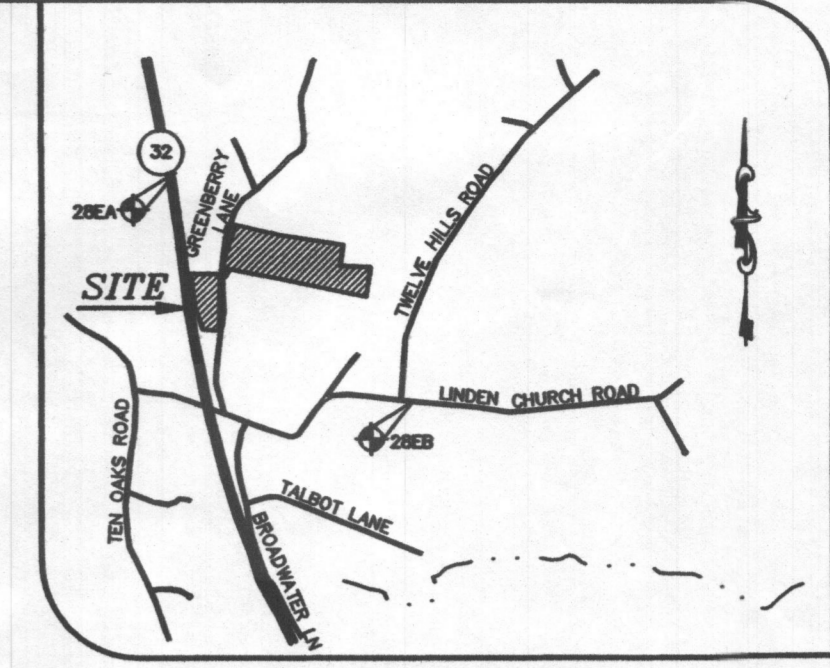 32
28EA
GREENBERRY
LANE
SITE
TWELVE HILLS ROAD
LINDEN CHURCH ROAD
28EB
TEN OAKS ROAD
TALBOT LANE
BROADWATER LN